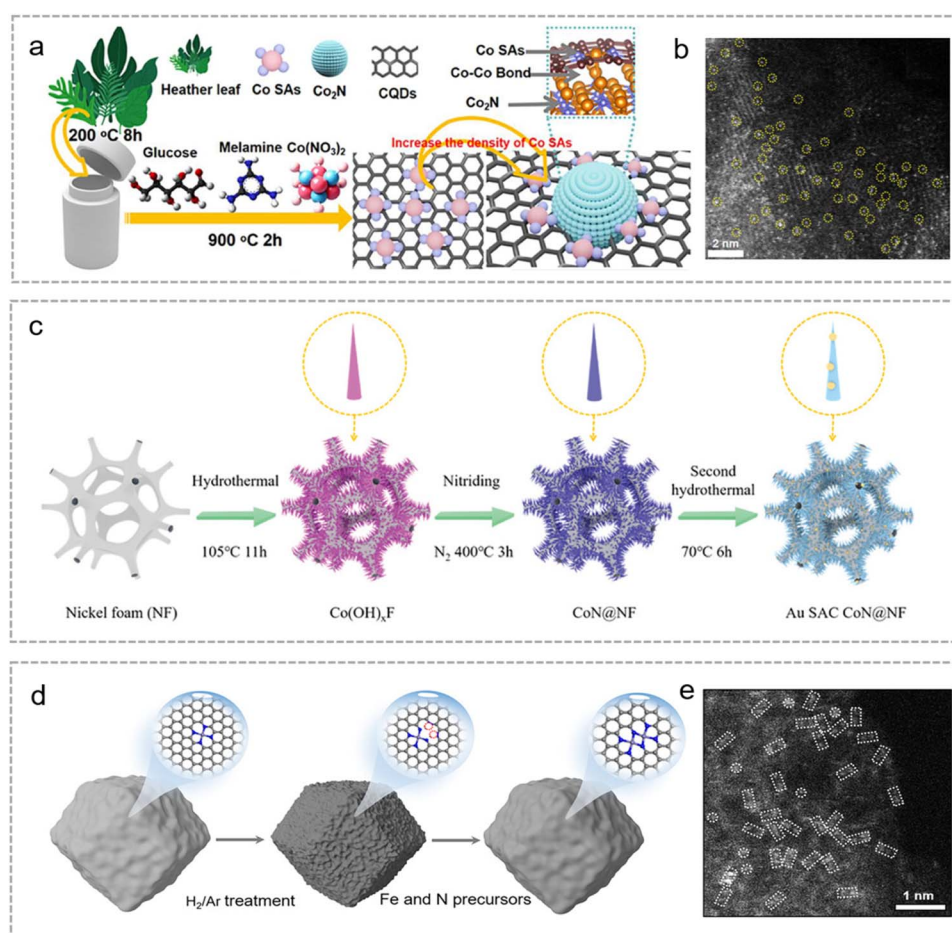 a
200 °C 8h
Heather leaf
Co SAs
Co₂N
CQDs
Glucose
Melamine
Co(NO₃)₂
900 °C 2h
Increase the density of Co SAs
Co SAs
Co-Co Bond
Co₂N
b
2 nm
c
Hydrothermal
105℃ 11h
Nitriding
N₂ 400℃ 3h
Second
hydrothermal
70℃ 6h
Nickel foam (NF)
Co(OH)ₓF
CoN@NF
Au SAC CoN@NF
d
H₂/Ar treatment
Fe and N precursors
e
1 nm